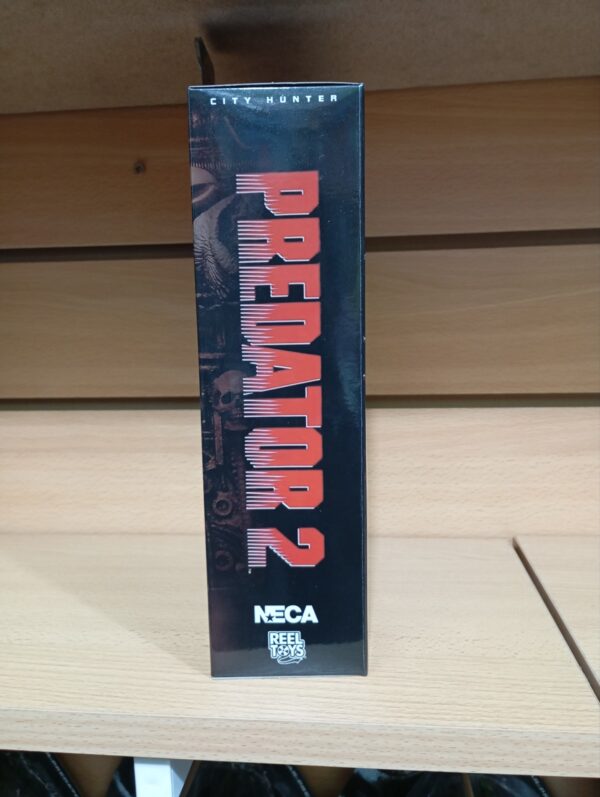 CITY HUNTER
PREDATOR 2
NECA
REEL
TOYS